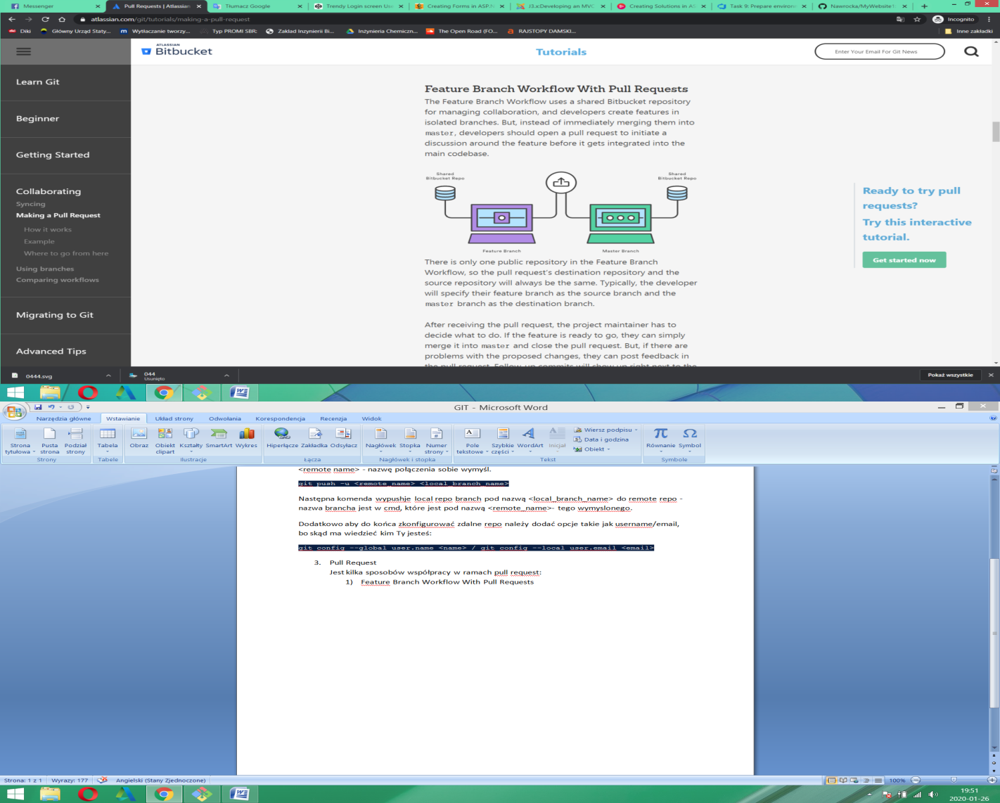 Messenger
Pull Requests | Atlassian
Tłumacz Google
Trendy Login screen Use
Creating Forms in ASP.N
J3.x:Developing an MVC
Creating Solutions in AS
Task 9: Prepare environ
Nawrocka/MyWebsite
atlassian.com/git/tutorials/making-a-pull-request
Incognito
Diki
Główny Urząd Staty...
Wytłaczanie tworzy...
Typ PROMI SBR:
Zakład Inżynierii Bi...
Inżynieria Chemiczn...
The Open Road (FO...
RAJSTOPY DAMSKI...
Inne zakładki
ATLASSIAN
Bitbucket
Tutorials
Enter Your Email For Git News
Learn Git
Beginner
Getting Started
Collaborating
Syncing
Making a Pull Request
How it works
Example
Where to go from here
Using branches
Comparing workflows
Migrating to Git
Advanced Tips
Feature Branch Workflow With Pull Requests
The Feature Branch Workflow uses a shared Bitbucket repository
for managing collaboration, and developers create features in
isolated branches. But, instead of immediately merging them into
master, developers should open a pull request to initiate a
discussion around the feature before it gets integrated into the
main codebase.
Shared
Bitbucket Repo
Shared
Bitbucket Repo
Feature Branch
Master Branch
There is only one public repository in the Feature Branch
Workflow, so the pull request's destination repository and the
source repository will always be the same. Typically, the developer
will specify their feature branch as the source branch and the
master branch as the destination branch.
After receiving the pull request, the project maintainer has to
decide what to do. If the feature is ready to go, they can simply
merge it into master and close the pull request. But, if there are
problems with the proposed changes, they can post feedback in
the pull request. Follow-up commits will show up right next to the
Ready to try pull
requests?
Try this interactive
tutorial.
Get started now
0444.svg
044
Usunięto
Pokaż wszystkie
GIT - Microsoft Word
Narzędzia główne
Wstawianie
Układ strony
Odwołania
Korespondencja
Recenzja
Widok
Strona tytułowa
Pusta strona
Podział strony
Tabela
Obraz
Obiekt clipart
Kształty
SmartArt
Wykres
Hiperłącze
Zakładka
Odsyłacz
Nagłówek
Stopka
Numer strony
Pole tekstowe
Szybkie części
WordArt
Inicjał
Wiersz podpisu
Data i godzina
Obiekt
Równanie
Symbol
Strony
Tabele
Ilustracje
Łącza
Nagłówek i stopka
Tekst
Symbole
<remote name> - nazwę połączenia sobie wymyśl.
git push -u <remote_name> <local_branch_name>
Następna komenda wypushje local repo branch pod nazwą <local_branch_name> do remote repo -
nazwa brancha jest w cmd, które jest pod nazwą <remote_name>- tego wymyslonego.
Dodatkowo aby do końca zkonfigurować zdalne repo należy dodać opcje takie jak username/email,
bo skąd ma wiedzieć kim Ty jesteś:
git config --global user.name <name> / git config --local user.email <email>
3. Pull Request
Jest kilka sposobów współpracy w ramach pull request:
1) Feature Branch Workflow With Pull Requests
Strona: 1 z 1
Wyrazy: 177
Angielski (Stany Zjednoczone)
100%
19:51
2020-01-26